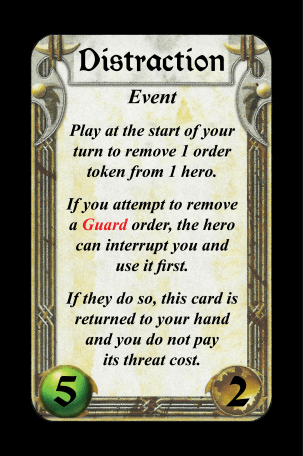 Distraction
Event
Play at the start of your
turn to remove 1 order
token from 1 hero.
If you attempt to remove
a Guard order, the hero
can interrupt you and
use it first.
If they do so, this card is
returned to your hand
and you do not pay
its threat cost.
5
2